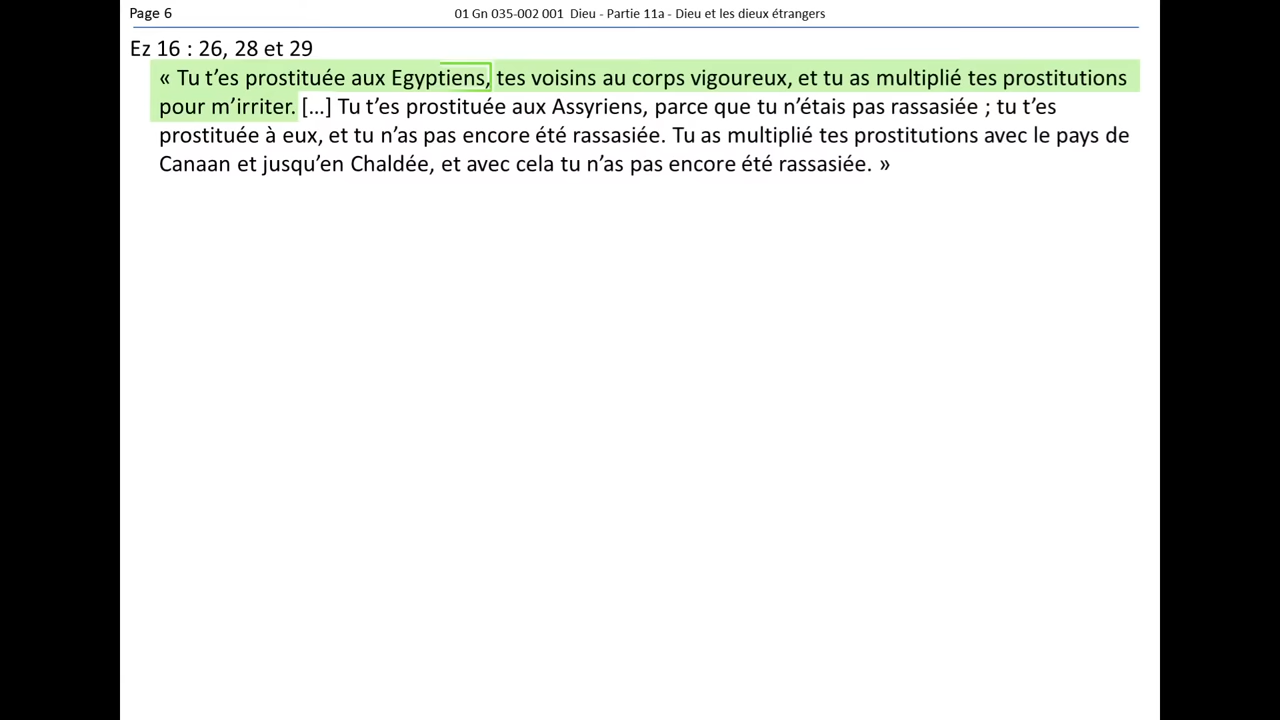 Page 6
01 Gn 035-002 001 Dieu - Partie 11a - Dieu et les dieux étrangers
Ez 16 : 26, 28 et 29
« Tu t’es prostituée aux Egyptiens, tes voisins au corps vigoureux, et tu as multiplié tes prostitutions
pour m’irriter. [...] Tu t’es prostituée aux Assyriens, parce que tu n’étais pas rassasiée ; tu t’es
prostituée à eux, et tu n’as pas encore été rassasiée. Tu as multiplié tes prostitutions avec le pays de
Canaan et jusqu’en Chaldée, et avec cela tu n’as pas encore été rassasiée. »